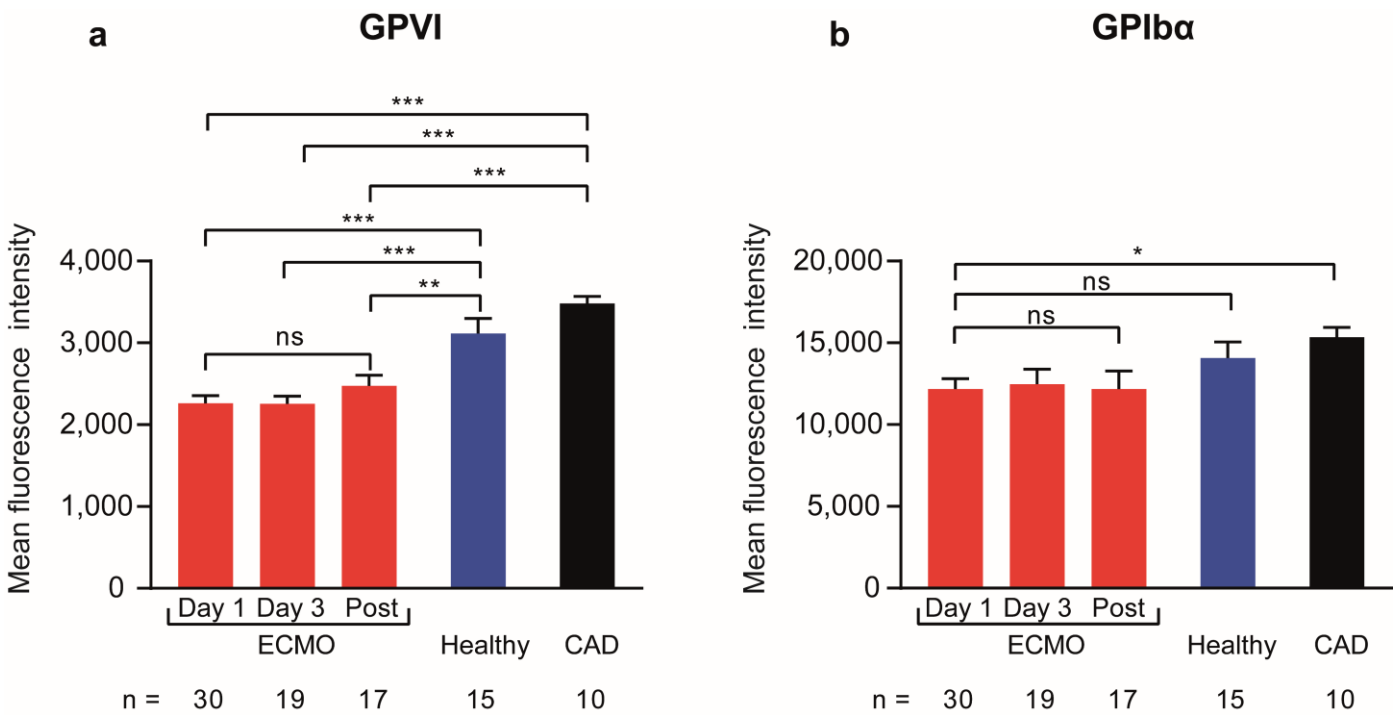 a GPVI
***
***
***
***
***
**
ns
Mean fluorescence intensity
4,000
3,000
2,000
1,000
0
Day 1 Day 3 Post
ECMO Healthy CAD
n = 30 19 17 15 10
b GPIbα
*
ns
ns
Mean fluorescence intensity
20,000
15,000
10,000
5,000
0
Day 1 Day 3 Post
ECMO Healthy CAD
n = 30 19 17 15 10